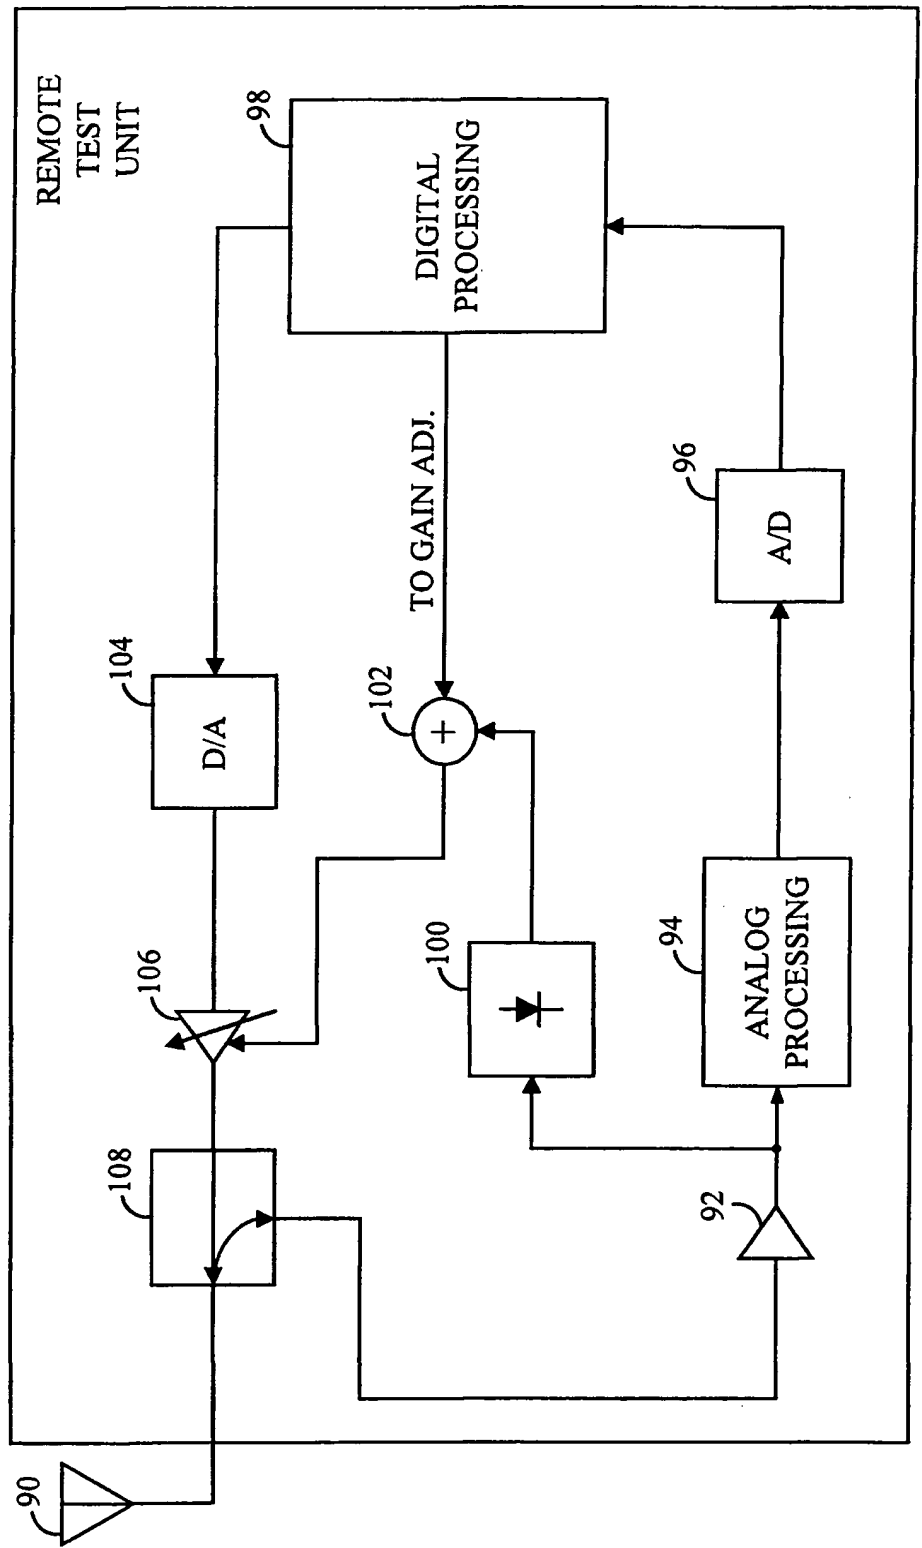 REMOTE
TEST
UNIT
90
108
106
104
98
D/A
DIGITAL
PROCESSING
102
+
TO GAIN ADJ.
100
92
94
ANALOG
PROCESSING
96
A/D